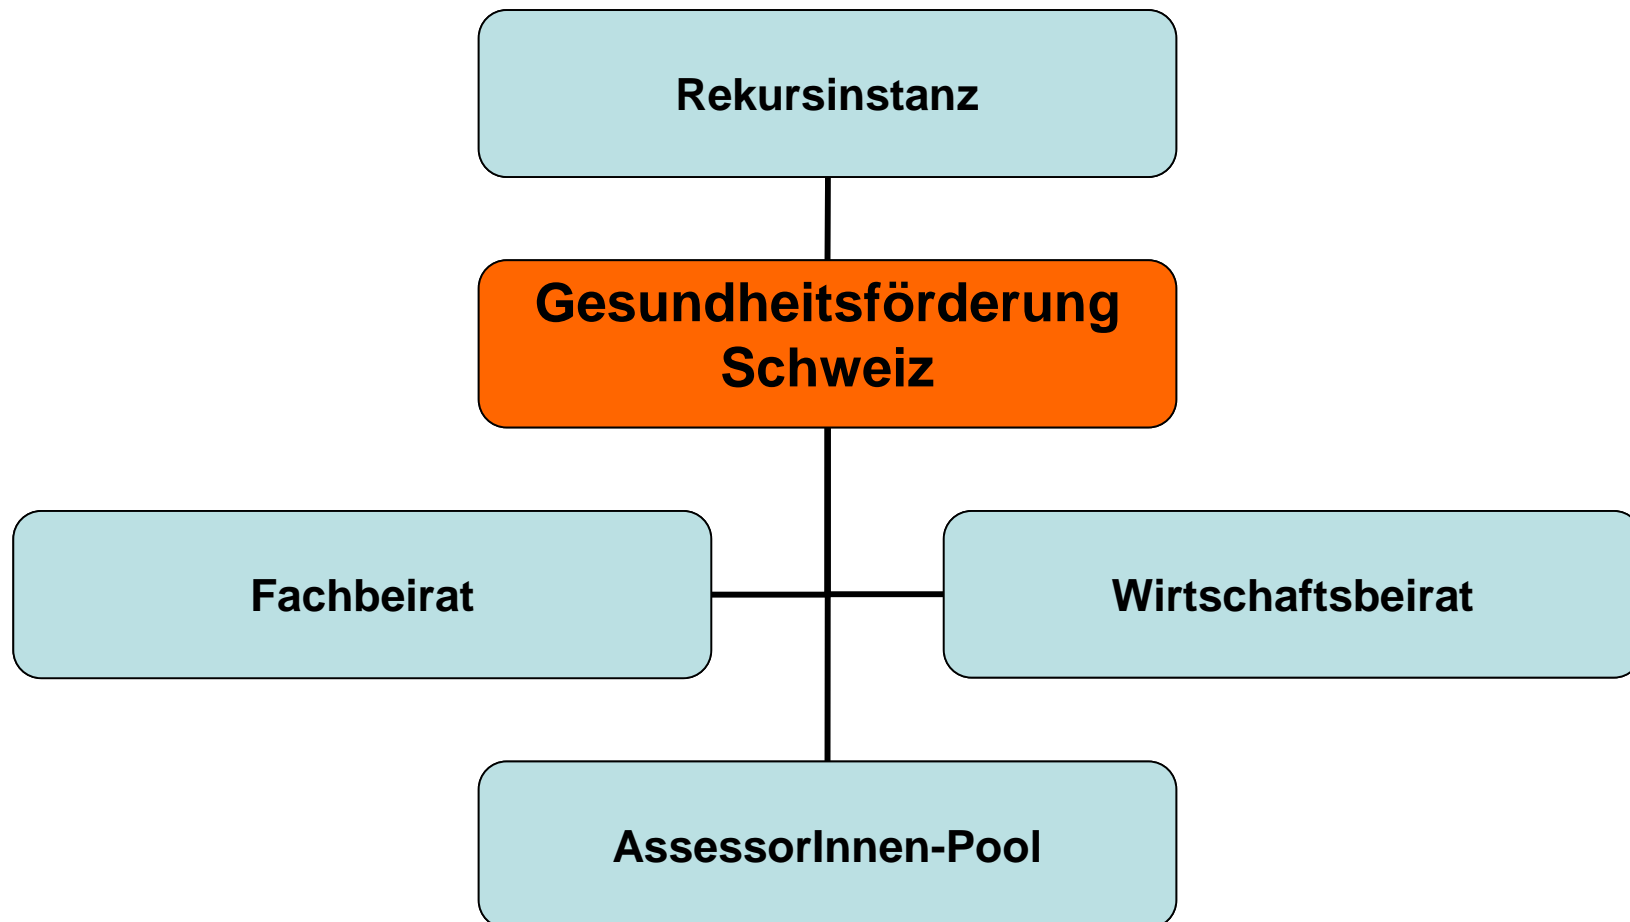 Rekursinstanz
Gesundheitsförderung
Schweiz
Fachbeirat
Wirtschaftsbeirat
AssessorInnen-Pool